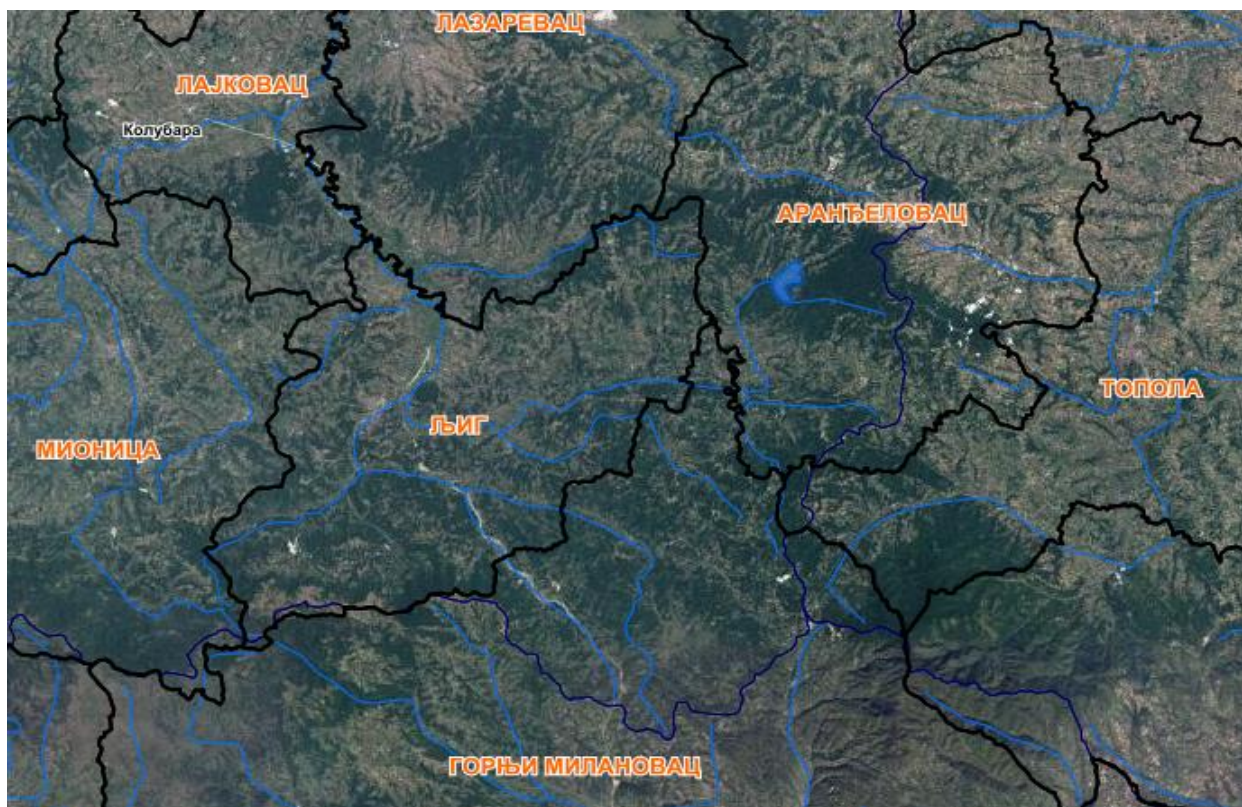 ЛАЗАРЕВАЦ
ЛАЈКОВАЦ
Колубара
АРАНЂЕЛОВАЦ
ТОПОЛА
ЉИГ
МИОНИЦА
ГОРЊИ МИЛАНОВАЦ